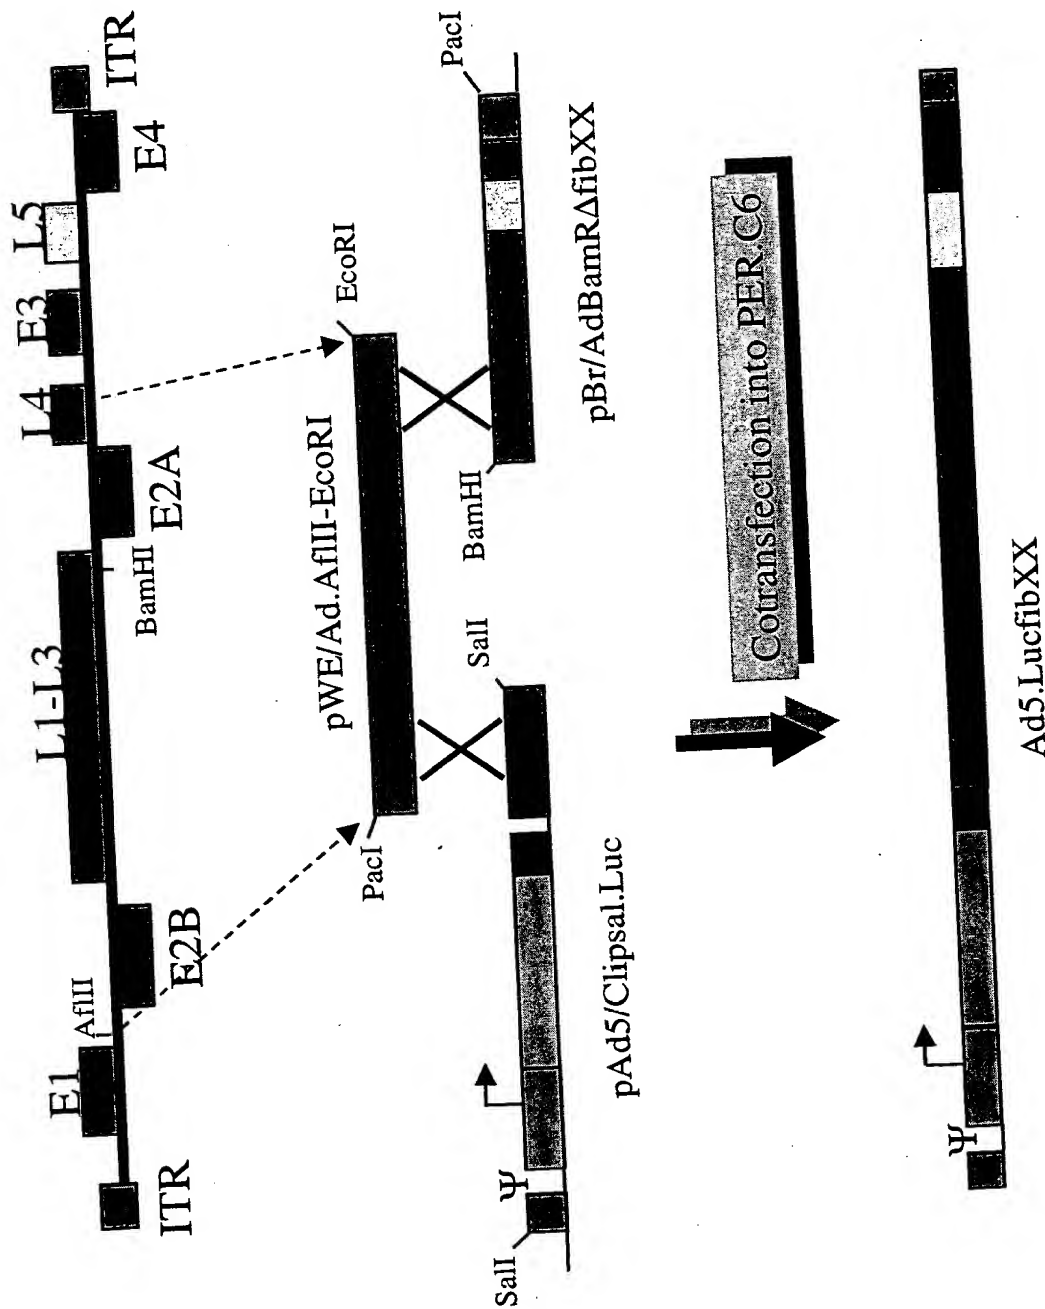 ITR
E1
AflII
E2B
L1-L3
BamHI
E2A
L4
E3
L5
E4
ITR
PacI
pWE/Ad.AflII-EcoRI
EcoRI
SalI
Ψ
pAd5/Clipsal.Luc
SalI
BamHI
pBr/AdBamRΔfibXX
PacI
Cotransfection into PER.C6
Ψ
Ad5.LucfibXX